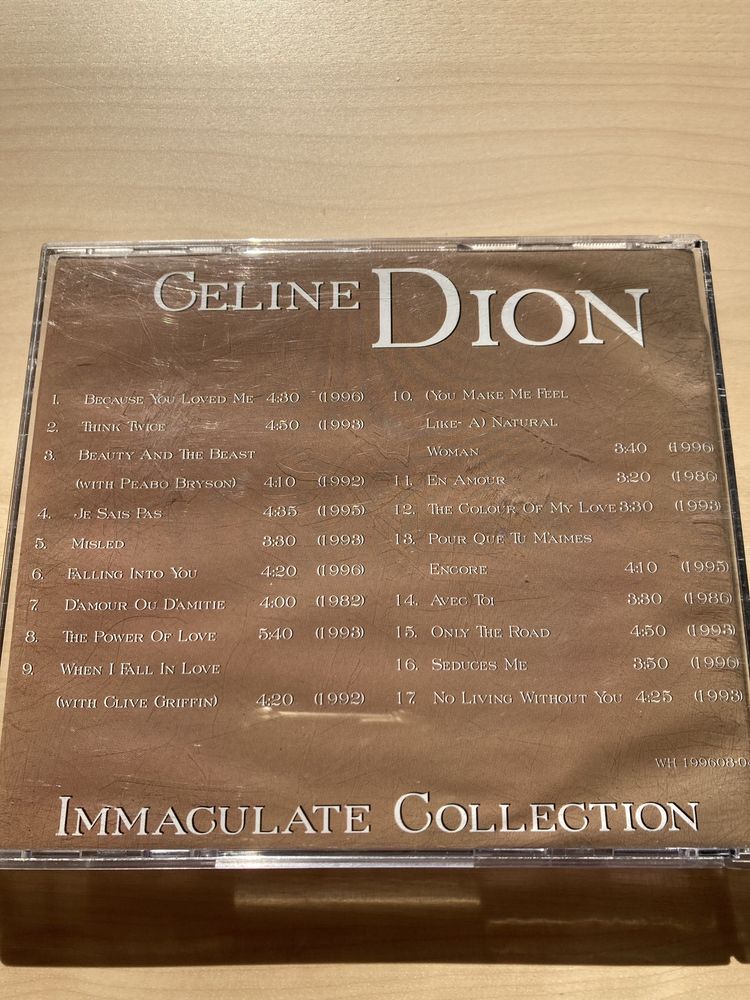 CELINE DION
1. BECAUSE YOU LOVED ME 4:30 (1996)
2. THINK TWICE 4:50 (1993)
3. BEAUTY AND THE BEAST
(WITH PEABO BRYSON) 4:10 (1992)
4. JE SAIS PAS 4:35 (1995)
5. MISLED 3:30 (1993)
6. FALLING INTO YOU 4:20 (1996)
7. D'AMOUR OU D'AMITIE 4:00 (1982)
8. THE POWER OF LOVE 5:40 (1993)
9. WHEN I FALL IN LOVE
(WITH CLIVE GRIFFIN) 4:20 (1992)
10. (YOU MAKE ME FEEL
LIKE- A) NATURAL
WOMAN 3:40 (1996)
11. EN AMOUR 3:20 (1986)
12. THE COLOUR OF MY LOVE 3:30 (1993)
13. POUR QUE TU M'AIMES
ENCORE 4:10 (1995)
14. AVEC TOI 3:30 (1986)
15. ONLY THE ROAD 4:50 (1993)
16. SEDUCES ME 3:50 (1996)
17. NO LIVING WITHOUT YOU 4:25 (1993)
WH
IMMACULATE COLLECTION